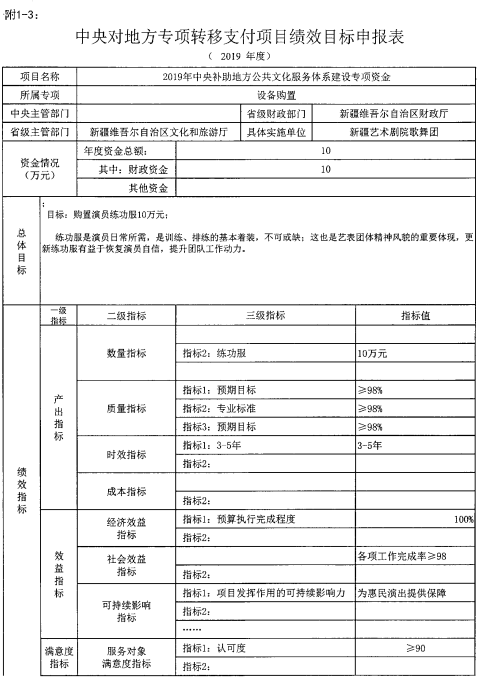 附1-3：
中央对地方专项转移支付项目绩效目标申报表
（ 2019 年度）
项目名称 2019年中央补助地方公共文化服务体系建设专项资金
所属专项 设备购置
中央主管部门 省级财政部门 新疆维吾尔自治区财政厅
省级主管部门 新疆维吾尔自治区文化和旅游厅 具体实施单位 新疆艺术剧院歌舞团
资金情况（万元） 年度资金总额： 10
其中：财政资金 10
其他资金
总体目标 ：
目标：购置演员练功服10万元；
练功服是演员日常所需，是训练、排练的基本着装，不可或缺；这也是艺表团体精神风貌的重要体现，更
新练功服有益于恢复演员自信，提升团队工作动力。
绩效指标 一级指标 二级指标 三级指标 指标值
产出指标 数量指标 指标2：练功服 10万元
质量指标 指标1：预期目标 ≥98%
指标2：专业标准 ≥98%
指标3：预期目标 ≥98%
时效指标 指标1：3-5年 3-5年
指标2：
成本指标
指标2：
效益指标 经济效益指标 指标1：预算执行完成程度 100%
指标2：
社会效益指标 各项工作完成率≥98
指标2：
可持续影响指标 指标1：项目发挥作用的可持续影响力 为惠民演出提供保障
指标2：
……
满意度指标 服务对象满意度指标 指标1：认可度 ≥90
指标2：